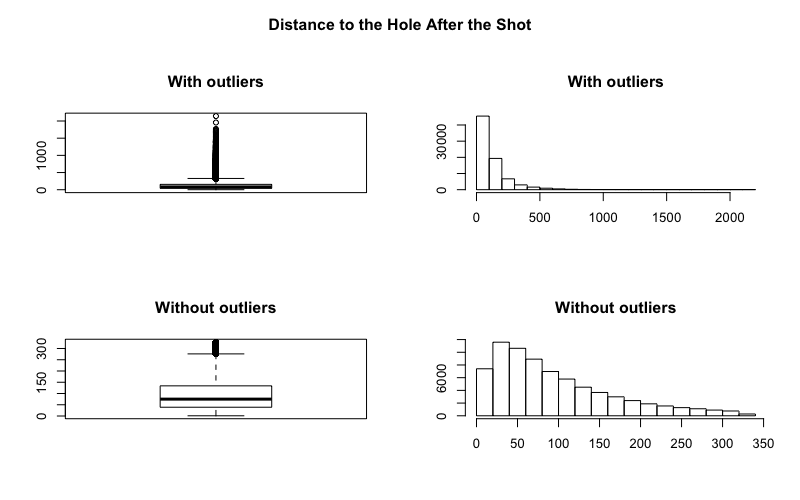 Distance to the Hole After the Shot
With outliers
0
1000
With outliers
0
30000
0 500 1000 1500 2000
Without outliers
0
150
300
Without outliers
0
6000
0 50 100 150 200 250 300 350